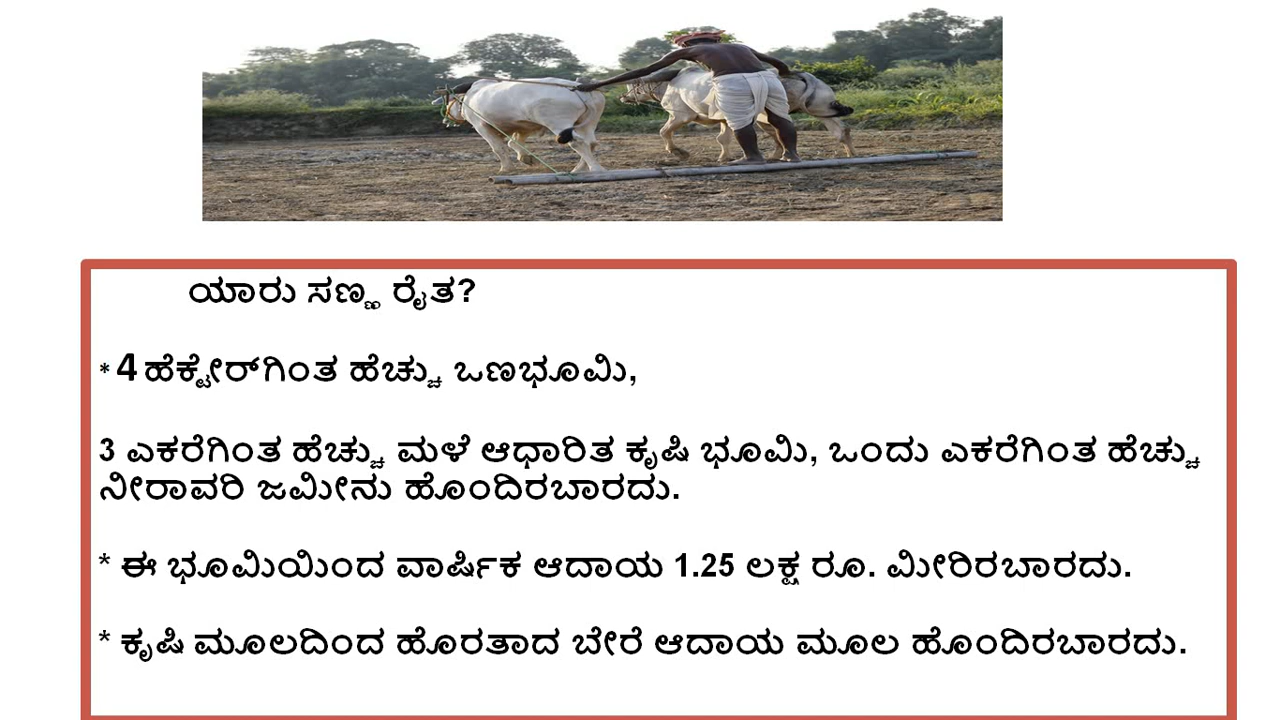 ಯಾರು ಸಣ್ಣ ರೈತ?
* 4 ಹೆಕ್ಟೇರ್‌ಗಿಂತ ಹೆಚ್ಚು ಒಣಭೂಮಿ,
3 ಎಕರೆಗಿಂತ ಹೆಚ್ಚು ಮಳೆ ಆಧಾರಿತ ಕೃಷಿ ಭೂಮಿ, ಒಂದು ಎಕರೆಗಿಂತ ಹೆಚ್ಚು
ನೀರಾವರಿ ಜಮೀನು ಹೊಂದಿರಬಾರದು.
* ಈ ಭೂಮಿಯಿಂದ ವಾರ್ಷಿಕ ಆದಾಯ 1.25 ಲಕ್ಷ ರೂ. ಮೀರಿರಬಾರದು.
* ಕೃಷಿ ಮೂಲದಿಂದ ಹೊರತಾದ ಬೇರೆ ಆದಾಯ ಮೂಲ ಹೊಂದಿರಬಾರದು.